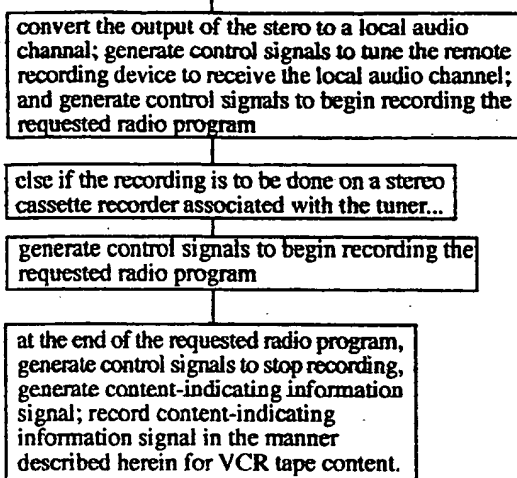 convert the output of the stero to a local audio
channel; generate control signals to tune the remote
recording device to receive the local audio channel;
and generate control signals to begin recording the
requested radio program
else if the recording is to be done on a stereo
cassette recorder associated with the tuner...
generate control signals to begin recording the
requested radio program
at the end of the requested radio program,
generate control signals to stop recording,
generate content-indicating information
signal; record content-indicating
information signal in the manner
described herein for VCR tape content.